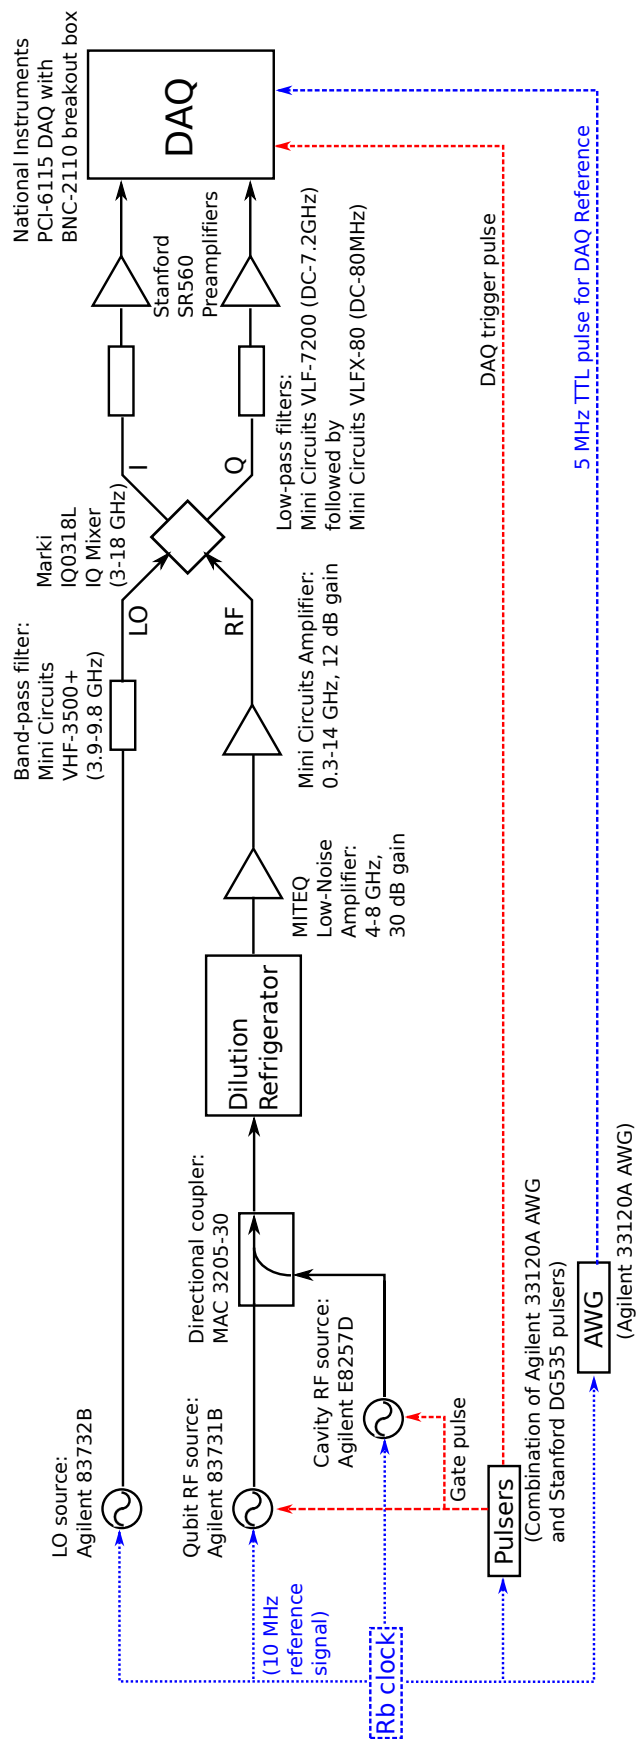 National Instruments
PCI-6115 DAQ with
BNC-2110 breakout box
DAQ
Stanford
SR560
Preamplifiers
Low-pass filters:
Mini Circuits VLF-7200 (DC-7.2GHz)
followed by
Mini Circuits VLFX-80 (DC-80MHz)
I
Q
Marki
IQ0318L
IQ Mixer
(3-18 GHz)
LO
RF
Band-pass filter:
Mini Circuits
VHF-3500+
(3.9-9.8 GHz)
Mini Circuits Amplifier:
0.3-14 GHz, 12 dB gain
MITEQ
Low-Noise
Amplifier:
4-8 GHz,
30 dB gain
Dilution
Refrigerator
Directional coupler:
MAC 3205-30
LO source:
Agilent 83732B
Qubit RF source:
Agilent 83731B
Cavity RF source:
Agilent E8257D
Gate pulse
DAQ trigger pulse
5 MHz TTL pulse for DAQ Reference
Pulsers
(Combination of Agilent 33120A AWG
and Stanford DG535 pulsers)
AWG
(Agilent 33120A AWG)
(10 MHz
reference
signal)
Rb clock